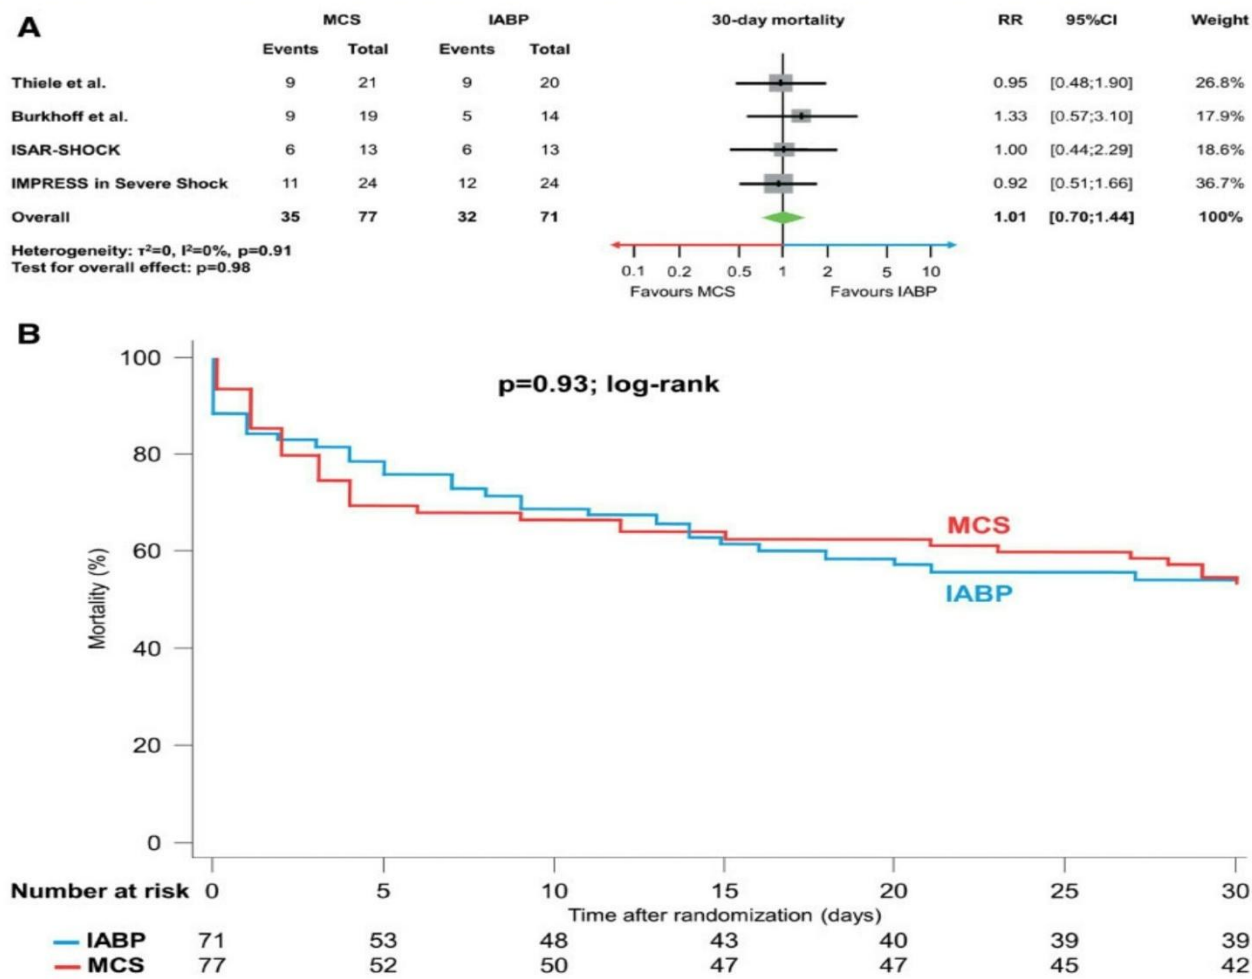 A
MCS IABP 30-day mortality RR 95%CI Weight
Events Total Events Total
Thiele et al. 9 21 9 20 0.95 [0.48;1.90] 26.8%
Burkhoff et al. 9 19 5 14 1.33 [0.57;3.10] 17.9%
ISAR-SHOCK 6 13 6 13 1.00 [0.44;2.29] 18.6%
IMPRESS in Severe Shock 11 24 12 24 0.92 [0.51;1.66] 36.7%
Overall 35 77 32 71 1.01 [0.70;1.44] 100%
Heterogeneity: τ²=0, I²=0%, p=0.91
Test for overall effect: p=0.98
0.1 0.2 0.5 1 2 5 10
Favours MCS Favours IABP
B
p=0.93; log-rank
100
80
60
40
20
0
Mortality (%)
MCS
IABP
Number at risk 0 5 10 15 20 25 30
Time after randomization (days)
IABP 71 53 48 43 40 39 39
MCS 77 52 50 47 47 45 42